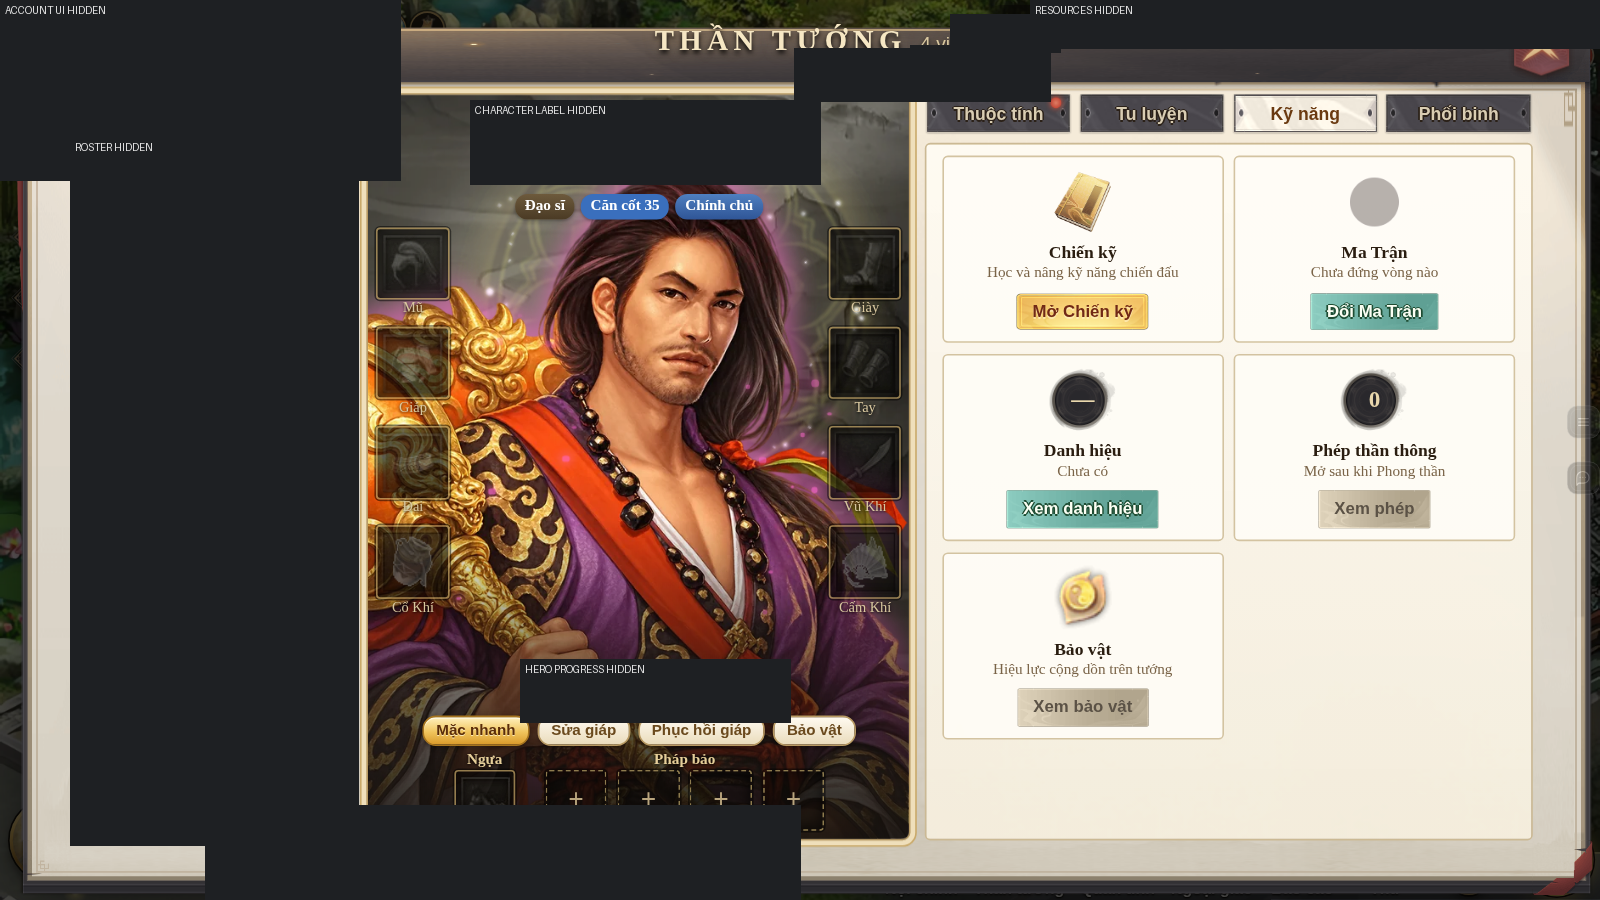 ACCOUNT UI HIDDEN
RESOURCES HIDDEN
THẦN TƯỚNG
CHARACTER LABEL HIDDEN
ROSTER HIDDEN
Thuộc tính
Tu luyện
Kỹ năng
Phối binh
Đạo sĩ
Căn cốt 35
Chính chủ
Mũ
Giáp
Đai
Cổ Khí
Giày
Tay
Vũ Khí
Cấm Khí
HERO PROGRESS HIDDEN
Mặc nhanh
Sửa giáp
Phục hồi giáp
Bảo vật
Ngựa
Pháp bảo
+ + + +
Chiến kỹ
Học và nâng kỹ năng chiến đấu
Mở Chiến kỹ
Ma Trận
Chưa đứng vòng nào
Đổi Ma Trận
—
Danh hiệu
Chưa có
Xem danh hiệu
0
Phép thần thông
Mở sau khi Phong thần
Xem phép
Bảo vật
Hiệu lực cộng dồn trên tướng
Xem bảo vật